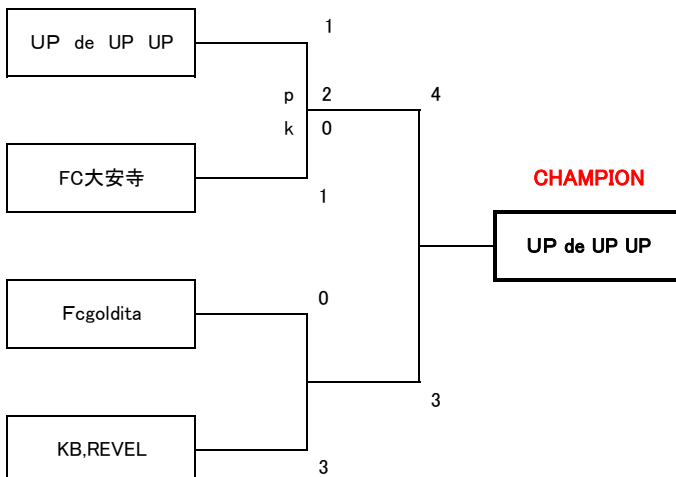 1
UP de UP UP
p 2
4
k 0
FC大安寺
1
CHAMPION
UP de UP UP
0
Fcgoldita
3
KB,REVEL
3